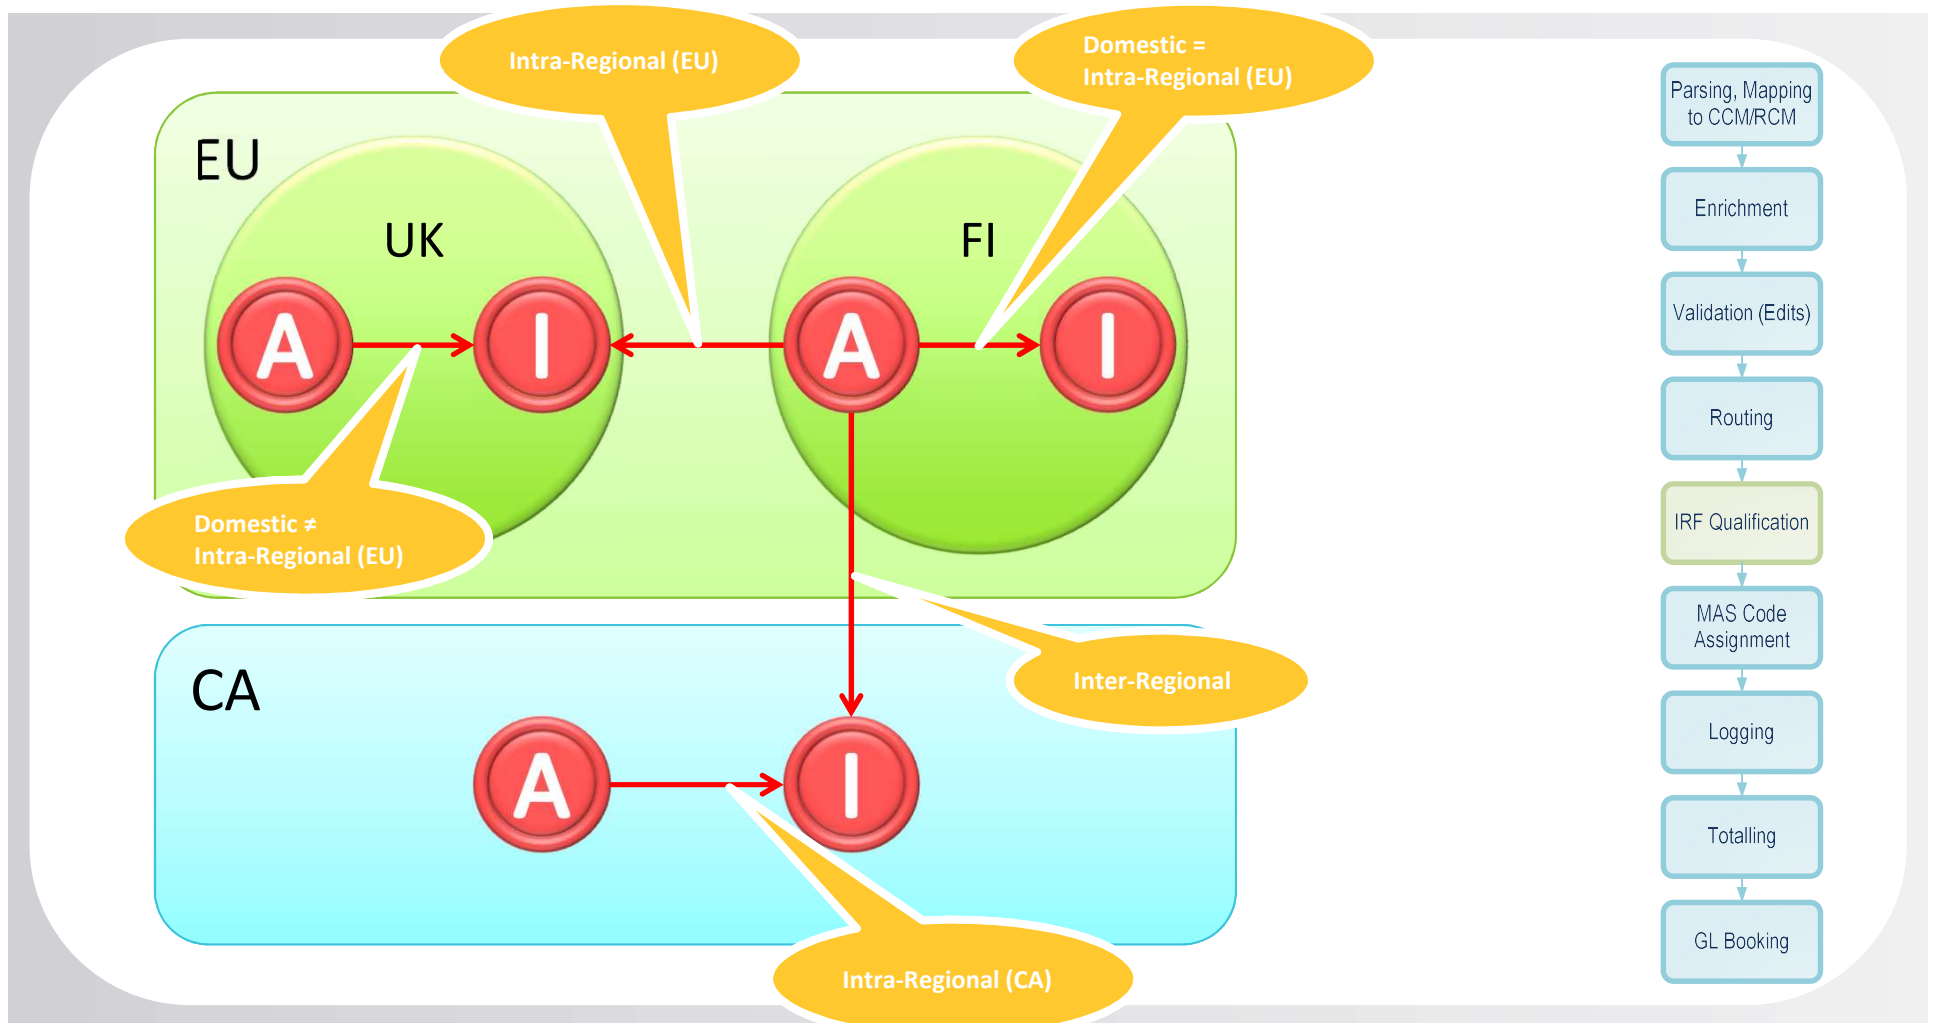 Intra-Regional (EU)
Domestic =
Intra-Regional (EU)
EU
UK
FI
A
I
A
I
Domestic ≠
Intra-Regional (EU)
Inter-Regional
CA
A
I
Intra-Regional (CA)
Parsing, Mapping
to CCM/RCM
Enrichment
Validation (Edits)
Routing
IRF Qualification
MAS Code
Assignment
Logging
Totalling
GL Booking